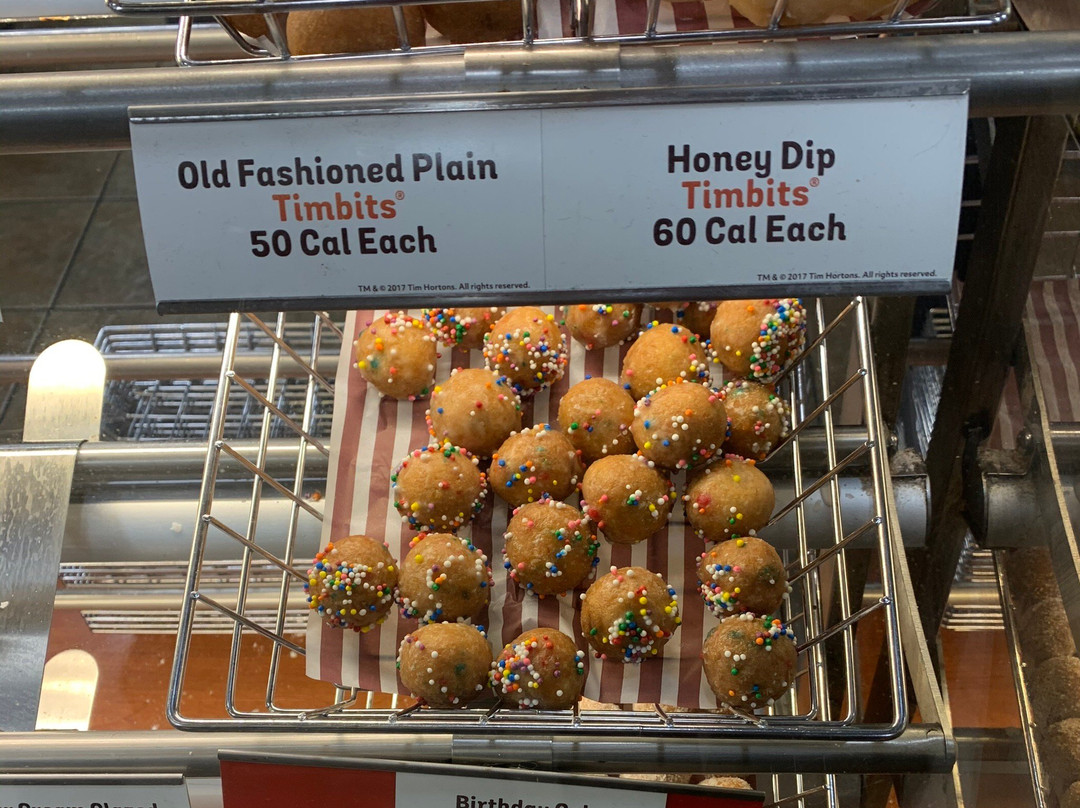 Old Fashioned Plain
Timbits®
50 Cal Each
TM & © 2017 Tim Hortons. All rights reserved.
Honey Dip
Timbits®
60 Cal Each
TM & © 2017 Tim Hortons. All rights reserved.
Birthday